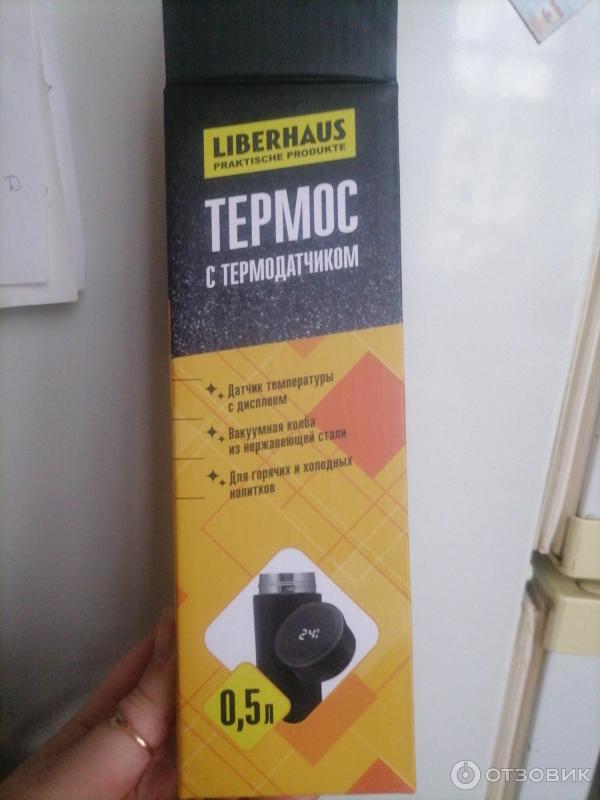 LIBERHAUS
PRAKTISCHE PRODUKTE
ТЕРМОС
С ТЕРМОДАТЧИКОМ
Датчик температуры
с дисплеем
Вакуумная колба
из нержавеющей стали
Для горячих и холодных
напитков
24°
0,5л
ОТЗОВИК